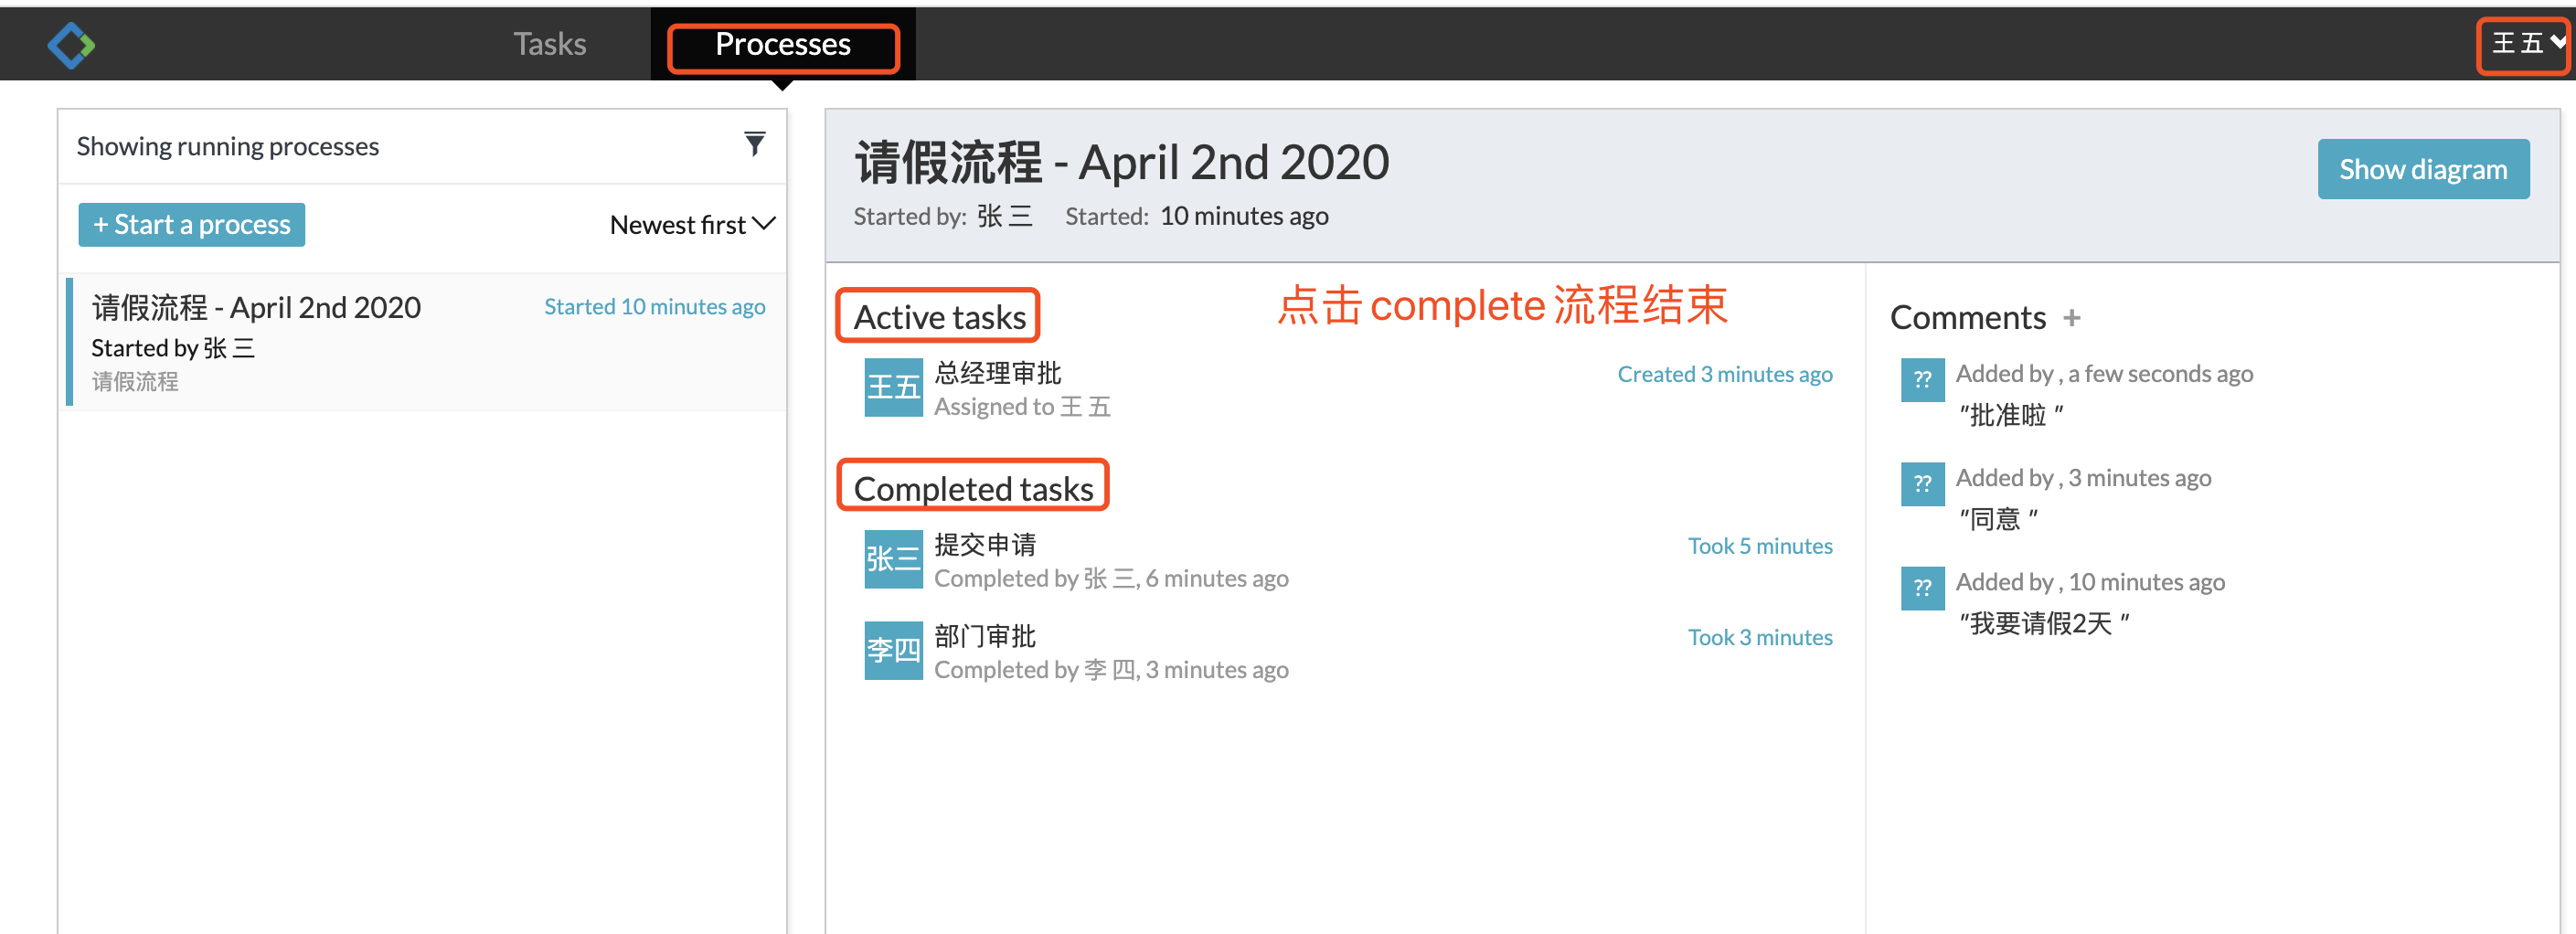 Tasks
Processes
王 五
Showing running processes
+ Start a process
Newest first
请假流程 - April 2nd 2020
Started 10 minutes ago
Started by 张 三
请假流程
请假流程 - April 2nd 2020
Show diagram
Started by: 张 三 Started: 10 minutes ago
点击 complete 流程结束
Active tasks
王五
总经理审批
Created 3 minutes ago
Assigned to 王 五
Completed tasks
张三
提交申请
Took 5 minutes
Completed by 张 三, 6 minutes ago
李四
部门审批
Took 3 minutes
Completed by 李 四, 3 minutes ago
Comments +
??
Added by , a few seconds ago
"批准啦 "
??
Added by , 3 minutes ago
"同意 "
??
Added by , 10 minutes ago
"我要请假2天 "